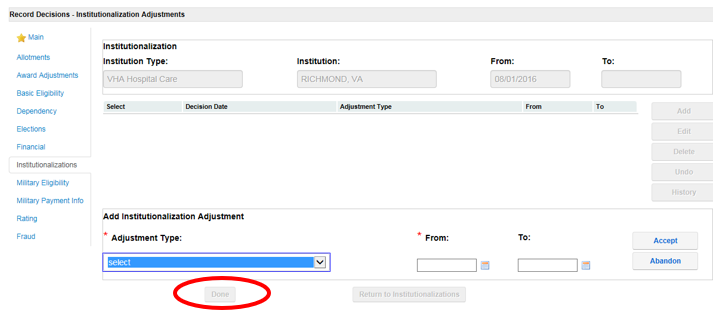 Record Decisions - Institutionalization Adjustments
Main
Allotments
Award Adjustments
Basic Eligibility
Dependency
Elections
Financial
Institutionalizations
Military Eligibility
Military Payment Info
Rating
Fraud
Institutionalization
Institution Type: Institution: From: To:
VHA Hospital Care RICHMOND, VA 08/01/2016
Select Decision Date Adjustment Type From To
Add
Edit
Delete
Undo
History
Add Institutionalization Adjustment
* Adjustment Type: * From: To:
select
Accept
Abandon
Done Return to Institutionalizations